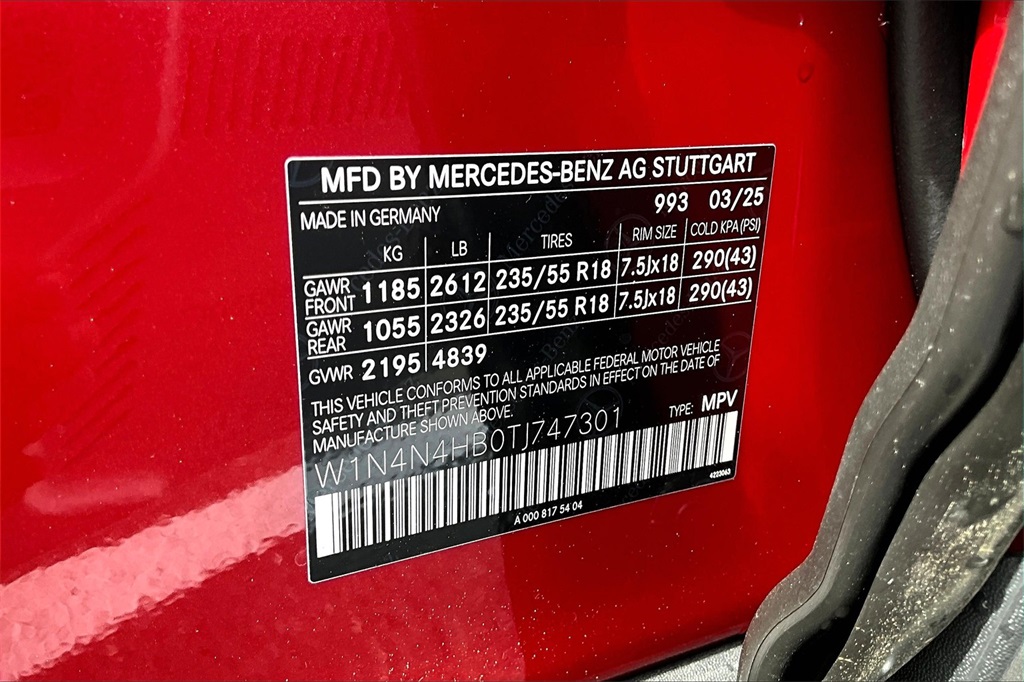 MFD BY MERCEDES-BENZ AG STUTTGART
MADE IN GERMANY 993 03/25
KG LB TIRES RIM SIZE COLD KPA (PSI)
GAWR FRONT 1185 2612 235/55 R18 7.5Jx18 290(43)
GAWR REAR 1055 2326 235/55 R18 7.5Jx18 290(43)
GVWR 2195 4839
THIS VEHICLE CONFORMS TO ALL APPLICABLE FEDERAL MOTOR VEHICLE
SAFETY AND THEFT PREVENTION STANDARDS IN EFFECT ON THE DATE OF
MANUFACTURE SHOWN ABOVE.
TYPE: MPV
W1N4N4HB0TJ747301
4223063
A 000 817 54 04